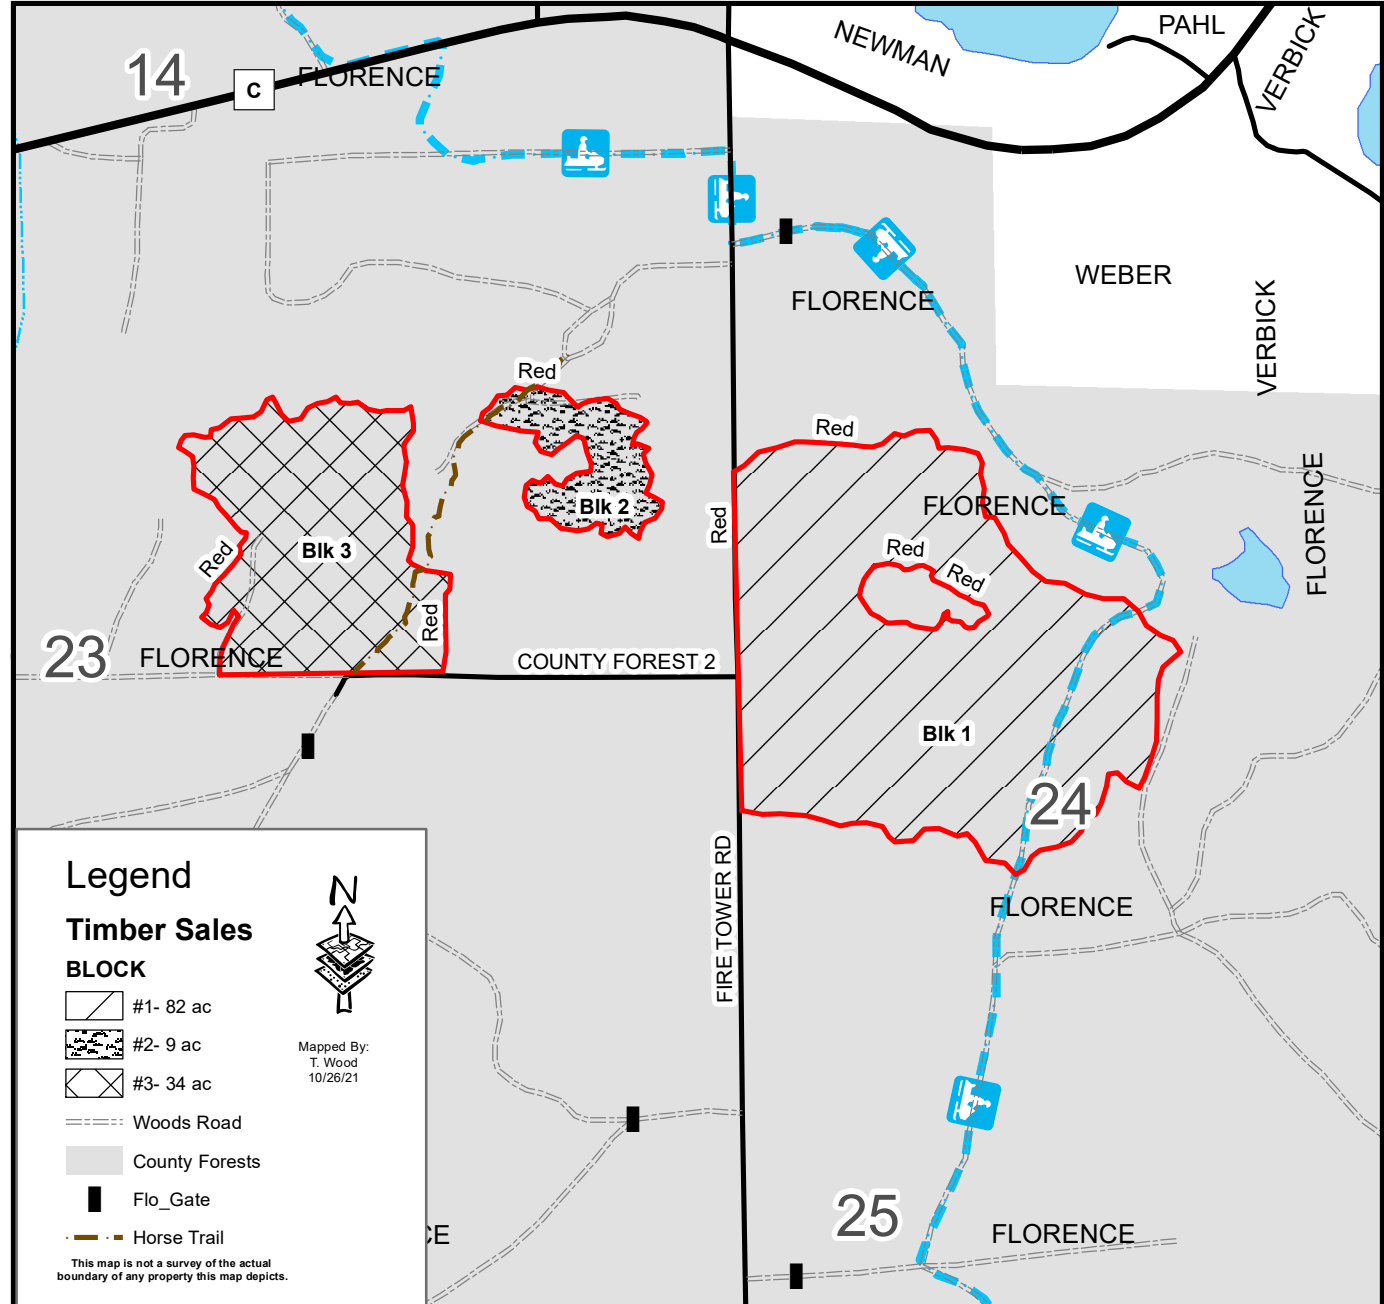 14
C
FLORENCE
NEWMAN
PAHL
VERBICK
WEBER
VERBICK
FLORENCE
FLORENCE
Red
Red
Red
FLORENCE
Blk 2
Red
Red
Red
Blk 3
Red
Red
23
FLORENCE
COUNTY FOREST 2
Blk 1
24
FIRE TOWER RD
FLORENCE
25
FLORENCE
CE
Legend
Timber Sales
BLOCK
#1- 82 ac
#2- 9 ac
#3- 34 ac
Woods Road
County Forests
Flo_Gate
Horse Trail
N
Mapped By:
T. Wood
10/26/21
This map is not a survey of the actual
boundary of any property this map depicts.